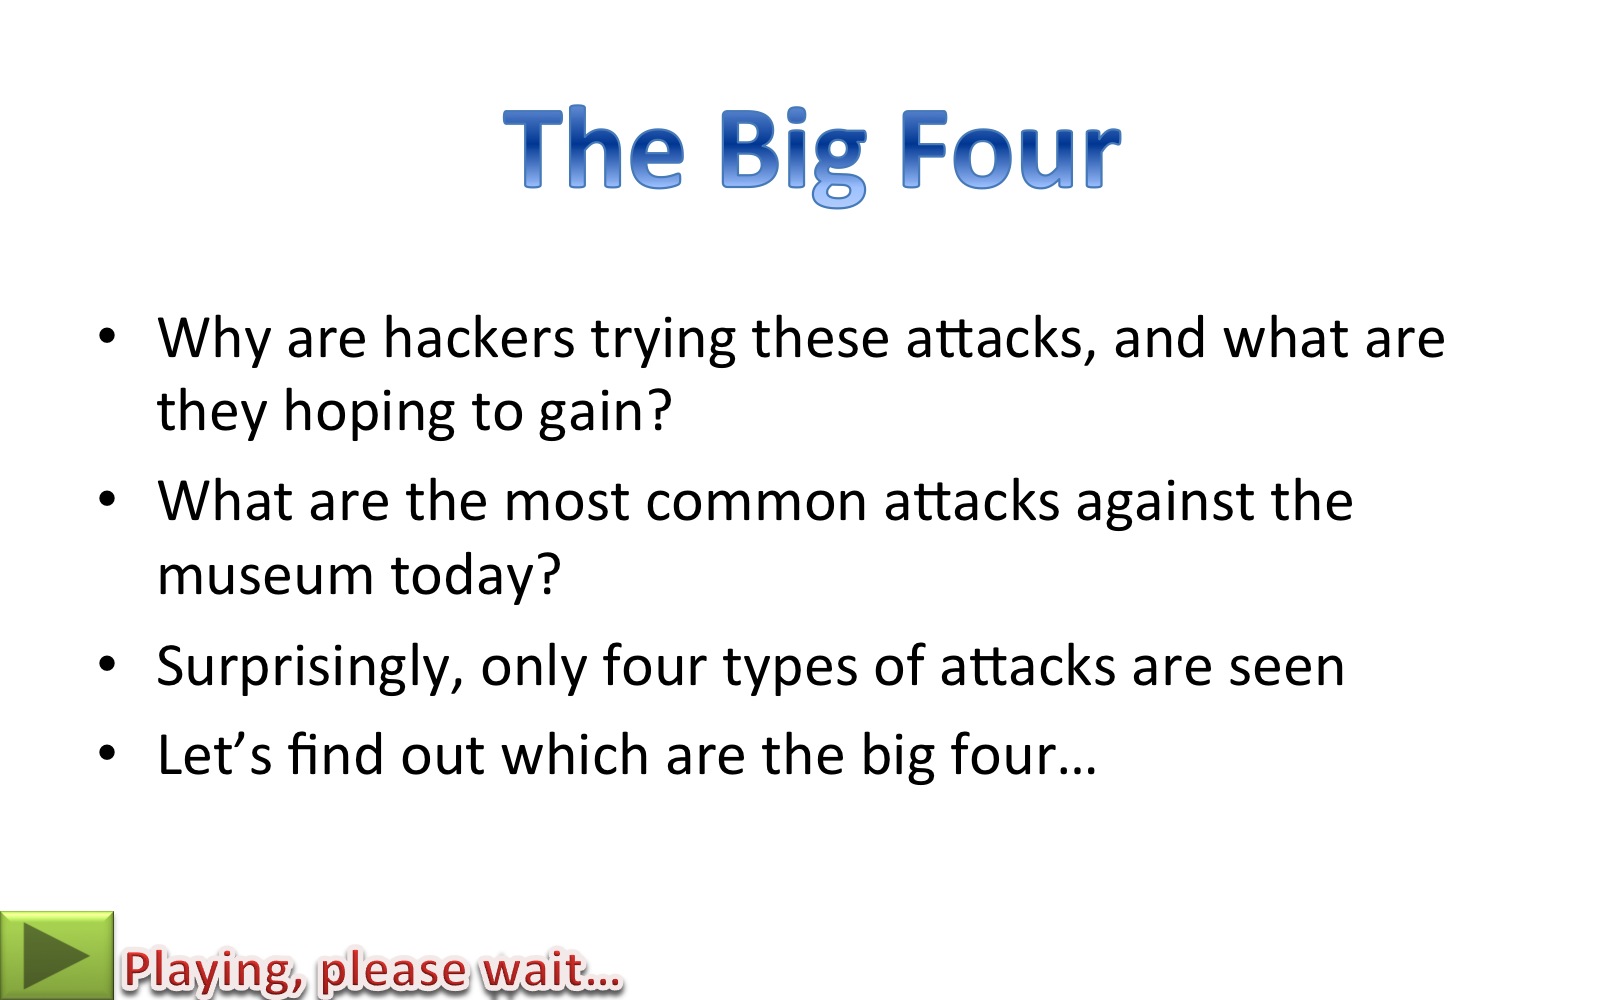 The Big Four
• Why are hackers trying these attacks, and what are
they hoping to gain?
• What are the most common attacks against the
museum today?
• Surprisingly, only four types of attacks are seen
• Let’s find out which are the big four…
Playing, please wait…